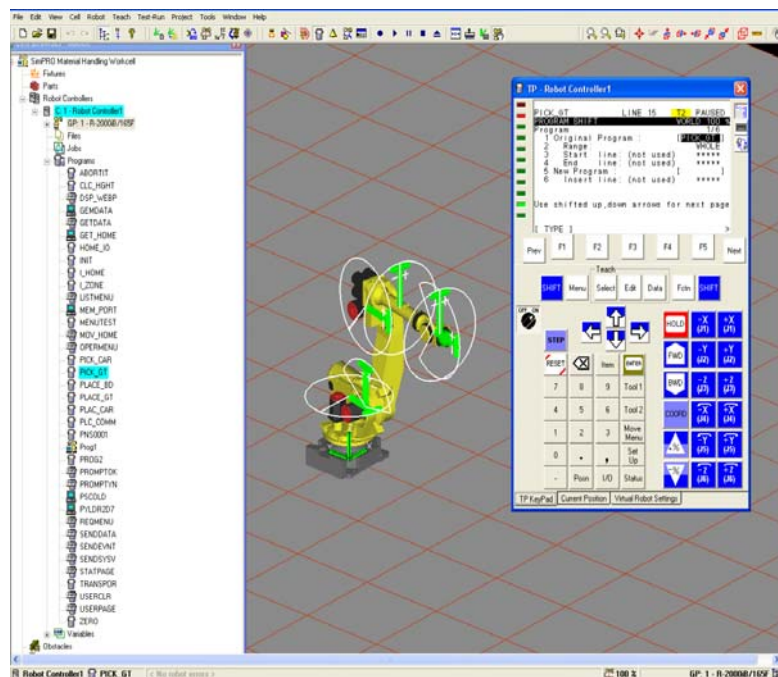 File Edit View Cell Robot Teach Test-Run Project Tools Window Help
SimPRO Material Handling Workcell
Fixtures
Parts
Robot Controllers
C: 1 - Robot Controller1
GP: 1 - R-2000iB/165F
Files
Jobs
Programs
ABORTIT
CLC_HGHT
DSP_WEBP
GEMDATA
GETDATA
GET_HOME
HOME_IO
INIT
I_HOME
I_ZONE
LISTMENU
MEM_PORT
MENUTEST
MOV_HOME
OPERMENU
PICK_CAR
PICK_GT
PLACE_BD
PLACE_GT
PLAC_CAR
PLC_COMM
PNS0001
Prog1
PROG2
PROMPTOK
PROMPTYN
PSCOLD
PYLDR2D7
REQMENU
SENDDATA
SENDEVNT
SENDSYSV
STATPAGE
TRANSPOR
USERCLR
USERPAGE
ZERO
Variables
Obstacles
TP - Robot Controller1
PICK_GT LINE 15 T2 PAUSED
PROGRAM SHIFT WORLD 100 %
Program 1/6
1 Original Program : [PICK_GT ]
2 Range: WHOLE
3 Start line: (not used) *****
4 End line: (not used) *****
5 New Program : [ ]
6 Insert line: (not used) *****
Use shifted up,down arrows for next page
[ TYPE ] >
Prev F1 F2 F3 F4 F5 Next
Teach
SHIFT Menu Select Edit Data Fctn SHIFT
OFF ON
STEP
HOLD -X (J1) +X (J1)
RESET Item ENTER FWD -Y (J2) +Y (J2)
7 8 9 Tool 1 BWD -Z (J3) +Z (J3)
4 5 6 Tool 2 COORD -X (J4) +X (J4)
1 2 3 Move Menu +% -Y (J5) +Y (J5)
0 . , Set Up -% -Z (J6) +Z (J6)
- Posn I/O Status
TP KeyPad Current Position Virtual Robot Settings
Robot Controller1 PICK_GT < No robot errors > 100 % GP: 1 - R-2000iB/165F